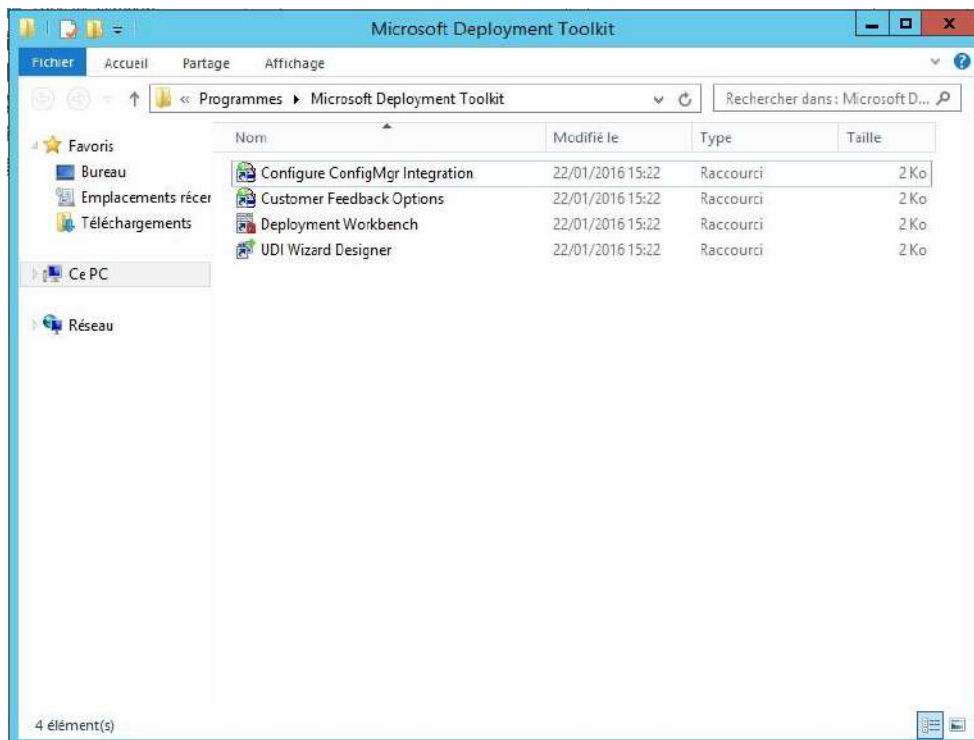 Microsoft Deployment Toolkit
Fichier Accueil Partage Affichage
« Programmes Microsoft Deployment Toolkit Rechercher dans : Microsoft D...
Nom Modifié le Type Taille
Favoris
Bureau
Emplacements récer
Téléchargements
Ce PC
Réseau
Configure ConfigMgr Integration 22/01/2016 15:22 Raccourci 2 Ko
Customer Feedback Options 22/01/2016 15:22 Raccourci 2 Ko
Deployment Workbench 22/01/2016 15:22 Raccourci 2 Ko
UDI Wizard Designer 22/01/2016 15:22 Raccourci 2 Ko
4 élément(s)